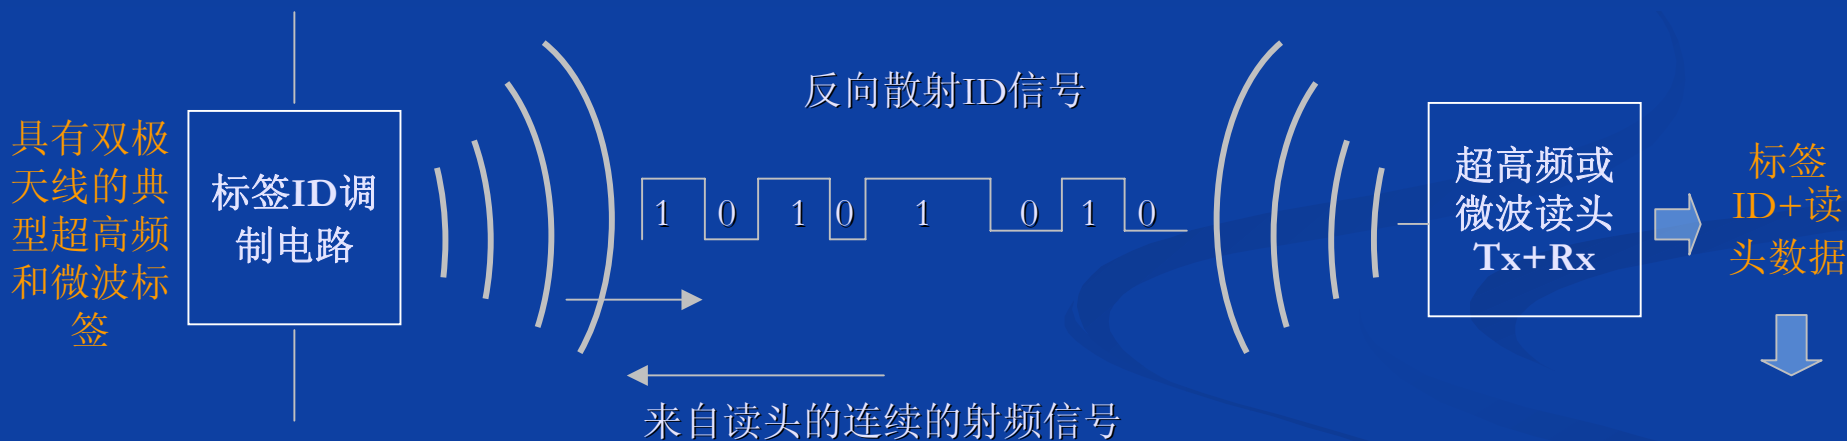 具有双极
天线的典
型超高频
和微波标
签
标签ID调
制电路
反向散射ID信号
1 0 1 0 1 0 1 0
来自读头的连续的射频信号
超高频或
微波读头
Tx+Rx
标签
ID+读
头数据